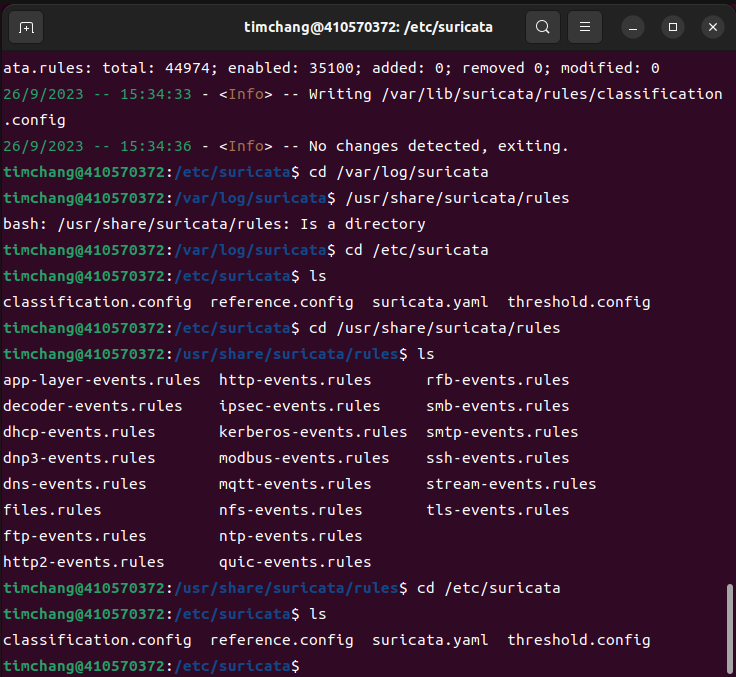 timchang@410570372: /etc/suricata
ata.rules: total: 44974; enabled: 35100; added: 0; removed 0; modified: 0
26/9/2023 -- 15:34:33 - <Info> -- Writing /var/lib/suricata/rules/classification
.config
26/9/2023 -- 15:34:36 - <Info> -- No changes detected, exiting.
timchang@410570372:/etc/suricata$ cd /var/log/suricata
timchang@410570372:/var/log/suricata$ /usr/share/suricata/rules
bash: /usr/share/suricata/rules: Is a directory
timchang@410570372:/var/log/suricata$ cd /etc/suricata
timchang@410570372:/etc/suricata$ ls
classification.config  reference.config  suricata.yaml  threshold.config
timchang@410570372:/etc/suricata$ cd /usr/share/suricata/rules
timchang@410570372:/usr/share/suricata/rules$ ls
app-layer-events.rules  http-events.rules      rfb-events.rules
decoder-events.rules    ipsec-events.rules     smb-events.rules
dhcp-events.rules       kerberos-events.rules  smtp-events.rules
dnp3-events.rules       modbus-events.rules    ssh-events.rules
dns-events.rules        mqtt-events.rules      stream-events.rules
files.rules             nfs-events.rules       tls-events.rules
ftp-events.rules        ntp-events.rules
http2-events.rules      quic-events.rules
timchang@410570372:/usr/share/suricata/rules$ cd /etc/suricata
timchang@410570372:/etc/suricata$ ls
classification.config  reference.config  suricata.yaml  threshold.config
timchang@410570372:/etc/suricata$